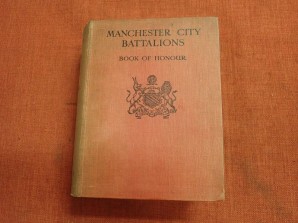 MANCHESTER CITY
BATTALIONS
BOOK OF HONOUR